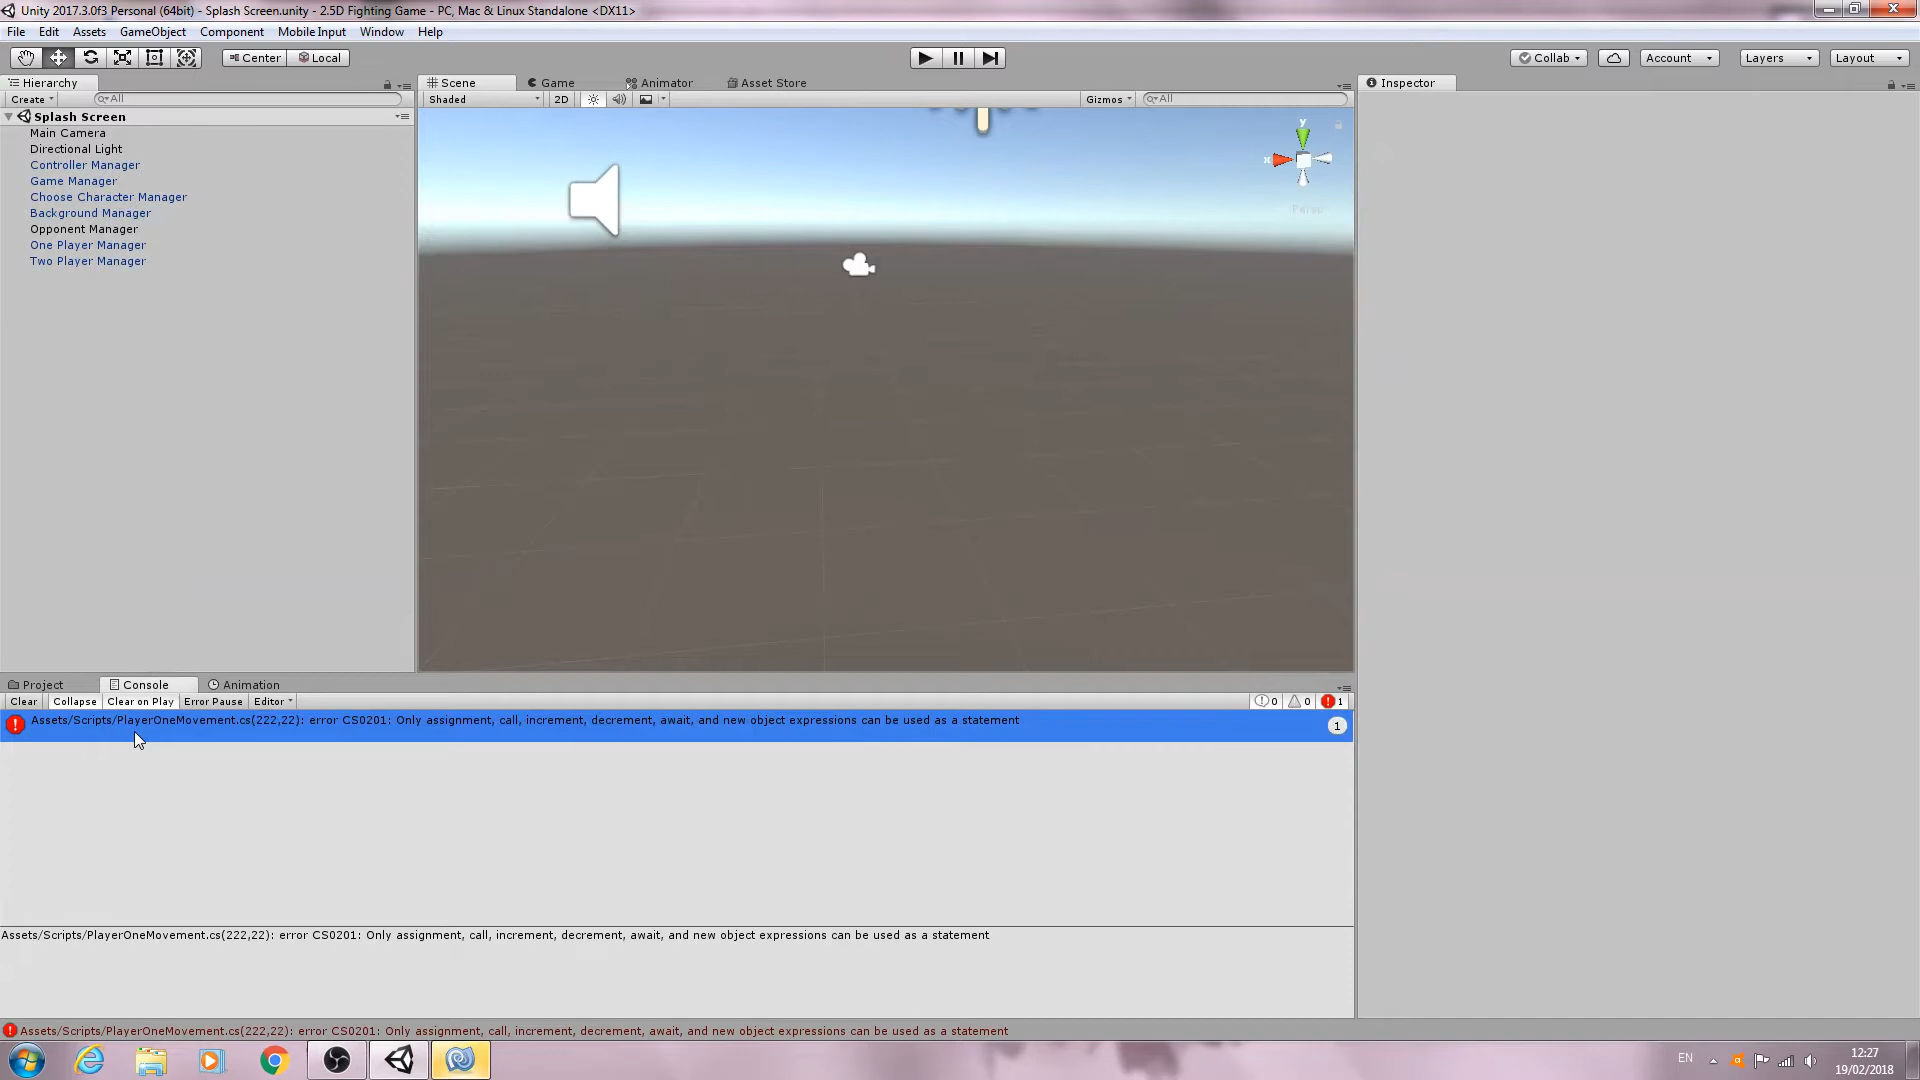 Unity 2017.3.0f3 Personal (64bit) - Splash Screen.unity - 2.5D Fighting Game - PC, Mac & Linux Standalone <DX11>
File Edit Assets GameObject Component Mobile Input Window Help
Center Local Collab Account Layers Layout
Hierarchy
Create All
Splash Screen
Main Camera
Directional Light
Controller Manager
Game Manager
Choose Character Manager
Background Manager
Opponent Manager
One Player Manager
Two Player Manager
Scene Game Animator Asset Store
Shaded 2D Gizmos All
y
x
Persp
Inspector
Project Console Animation
Clear Collapse Clear on Play Error Pause Editor 0 0 1
Assets/Scripts/PlayerOneMovement.cs(222,22): error CS0201: Only assignment, call, increment, decrement, await, and new object expressions can be used as a statement
1
Assets/Scripts/PlayerOneMovement.cs(222,22): error CS0201: Only assignment, call, increment, decrement, await, and new object expressions can be used as a statement
Assets/Scripts/PlayerOneMovement.cs(222,22): error CS0201: Only assignment, call, increment, decrement, await, and new object expressions can be used as a statement
EN
12:27
19/02/2018